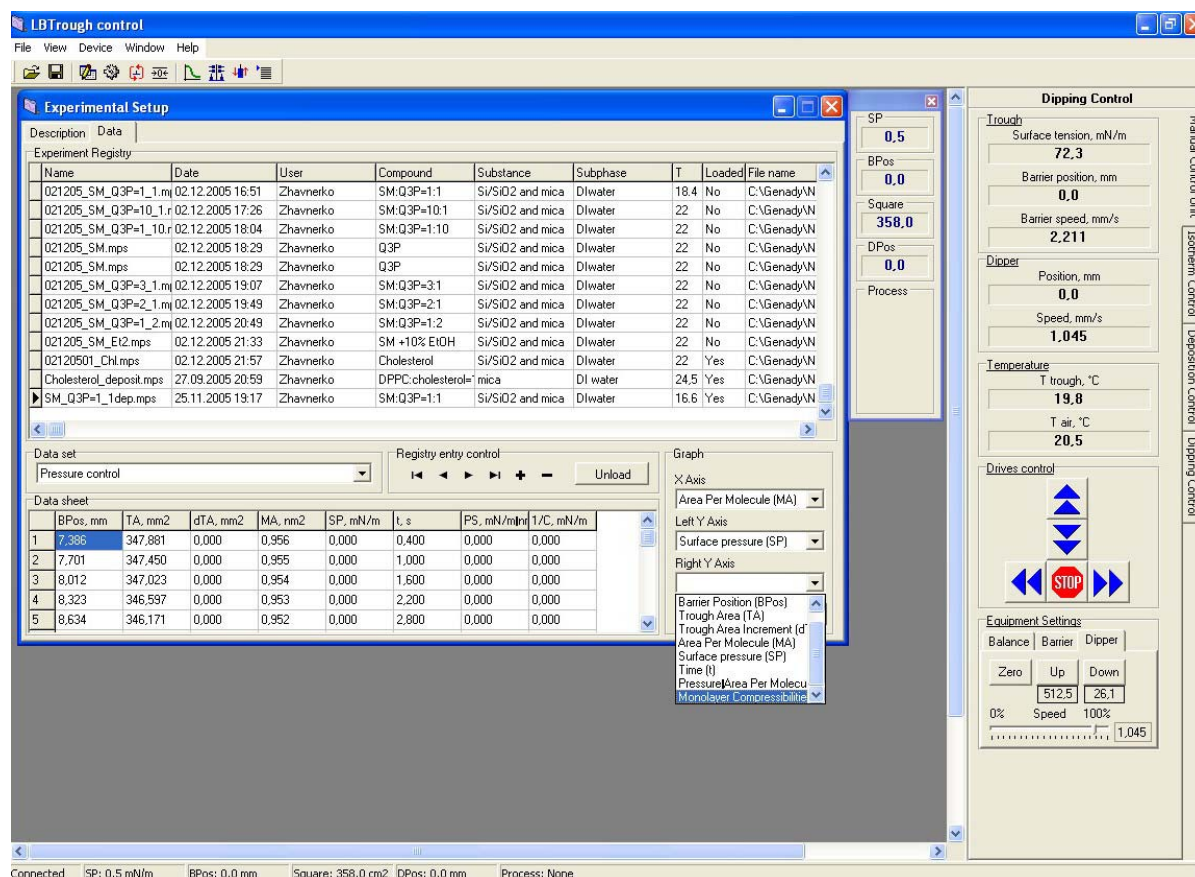 LBTrough control
File View Device Window Help
Experimental Setup
Description Data
Experiment Registry
Name Date User Compound Substance Subphase T Loaded File name
021205_SM_Q3P=1_1.m 02.12.2005 16:51 Zhavnerko SM:Q3P=1:1 Si/SiO2 and mica DIwater 18.4 No C:\Genady\N
021205_SM_Q3P=10_1.r 02.12.2005 17:26 Zhavnerko SM:Q3P=10:1 Si/SiO2 and mica DIwater 22 No C:\Genady\N
021205_SM_Q3P=1_10.r 02.12.2005 18:04 Zhavnerko SM:Q3P=1:10 Si/SiO2 and mica DIwater 22 No C:\Genady\N
021205_SM.mps 02.12.2005 18:29 Zhavnerko Q3P Si/SiO2 and mica DIwater 22 No C:\Genady\N
021205_SM.mps 02.12.2005 18:29 Zhavnerko Q3P Si/SiO2 and mica DIwater 22 No C:\Genady\N
021205_SM_Q3P=3_1.m 02.12.2005 19:07 Zhavnerko SM:Q3P=3:1 Si/SiO2 and mica DIwater 22 No C:\Genady\N
021205_SM_Q3P=2_1.m 02.12.2005 19:49 Zhavnerko SM:Q3P=2:1 Si/SiO2 and mica DIwater 22 No C:\Genady\N
021205_SM_Q3P=1_2.m 02.12.2005 20:49 Zhavnerko SM:Q3P=1:2 Si/SiO2 and mica DIwater 22 No C:\Genady\N
021205_SM_Et2.mps 02.12.2005 21:33 Zhavnerko SM +10% EtOH Si/SiO2 and mica DIwater 22 No C:\Genady\N
02120501_Chl.mps 02.12.2005 21:57 Zhavnerko Cholesterol Si/SiO2 and mica DIwater 22 Yes C:\Genady\N
Cholesterol_deposit.mps 27.09.2005 20:59 Zhavnerko DPPC:cholesterol= mica DI water 24,5 Yes C:\Genady\N
SM_Q3P=1_1dep.mps 25.11.2005 19:17 Zhavnerko SM:Q3P=1:1 Si/SiO2 and mica DIwater 16.6 Yes C:\Genady\N
Data set
Pressure control
Registry entry control
Unload
Data sheet
BPos, mm TA, mm2 dTA, mm2 MA, nm2 SP, mN/m t, s PS, mN/m 1/C, mN/m
1 7,386 347,881 0,000 0,956 0,000 0,400 0,000 0,000
2 7,701 347,450 0,000 0,955 0,000 1,000 0,000 0,000
3 8,012 347,023 0,000 0,954 0,000 1,600 0,000 0,000
4 8,323 346,597 0,000 0,953 0,000 2,200 0,000 0,000
5 8,634 346,171 0,000 0,952 0,000 2,800 0,000 0,000
Graph
X Axis
Area Per Molecule (MA)
Left Y Axis
Surface pressure (SP)
Right Y Axis
Barrier Position (BPos)
Trough Area (TA)
Trough Area Increment (d
Area Per Molecule (MA)
Surface pressure (SP)
Time (t)
Pressure/Area Per Molecu
Monolayer Compressibilitie
SP
0,5
BPos
0,0
Square
358,0
DPos
0,0
Process
Dipping Control
Trough
Surface tension, mN/m
72,3
Barrier position, mm
0,0
Barrier speed, mm/s
2,211
Dipper
Position, mm
0,0
Speed, mm/s
1,045
Temperature
T trough, °C
19,8
T air, °C
20,5
Drives control
STOP
Equipment Settings
Balance Barrier Dipper
Zero Up Down
512,5 26,1
0% Speed 100%
1,045
Manual Control Unit
Isotherm Control
Deposition Control
Dipping Control
Connected SP: 0.5 mN/m BPos: 0.0 mm Square: 358.0 cm2 DPos: 0.0 mm Process: None